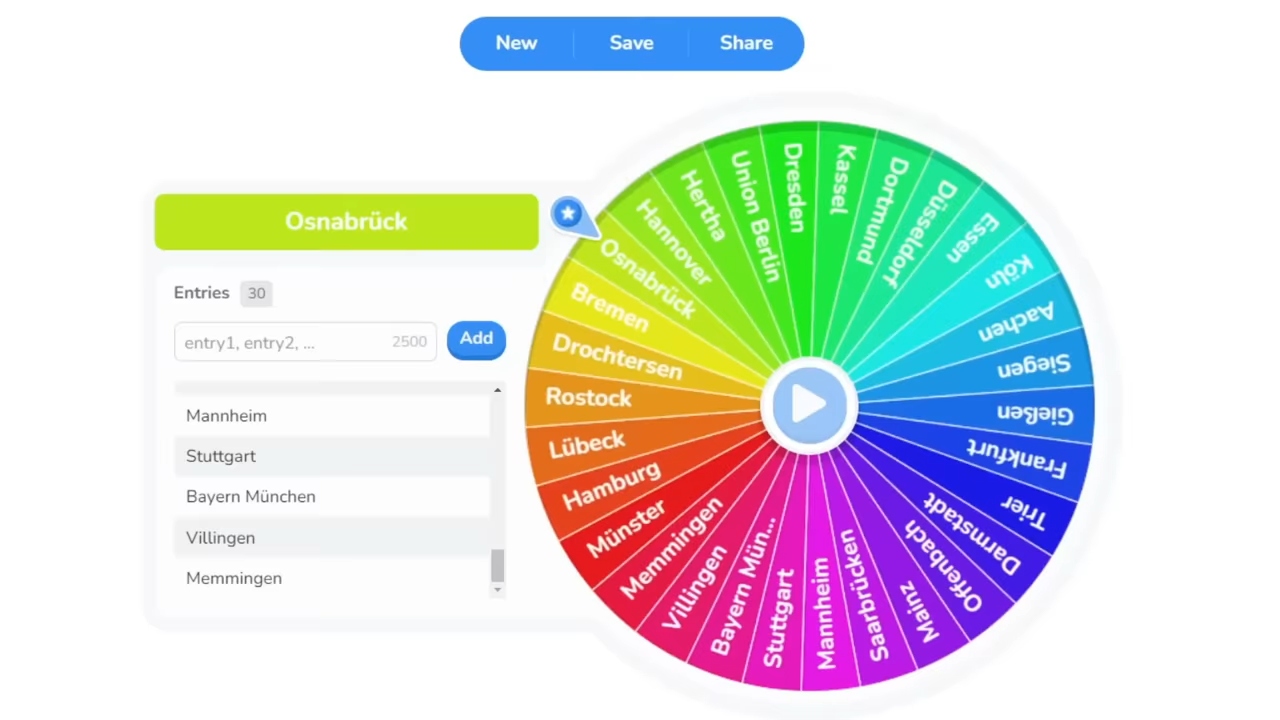 New
Save
Share
Osnabrück
Entries 30
entry1, entry2, ... 2500
Add
Mannheim
Stuttgart
Bayern München
Villingen
Memmingen
Osnabrück
Hannover
Hertha
Union Berlin
Dresden
Kassel
Dortmund
Düsseldorf
Essen
Köln
Aachen
Siegen
Gießen
Frankfurt
Trier
Darmstadt
Offenbach
Mainz
Saarbrücken
Mannheim
Stuttgart
Bayern Mün...
Villingen
Memmingen
Münster
Hamburg
Lübeck
Rostock
Drochtersen
Bremen